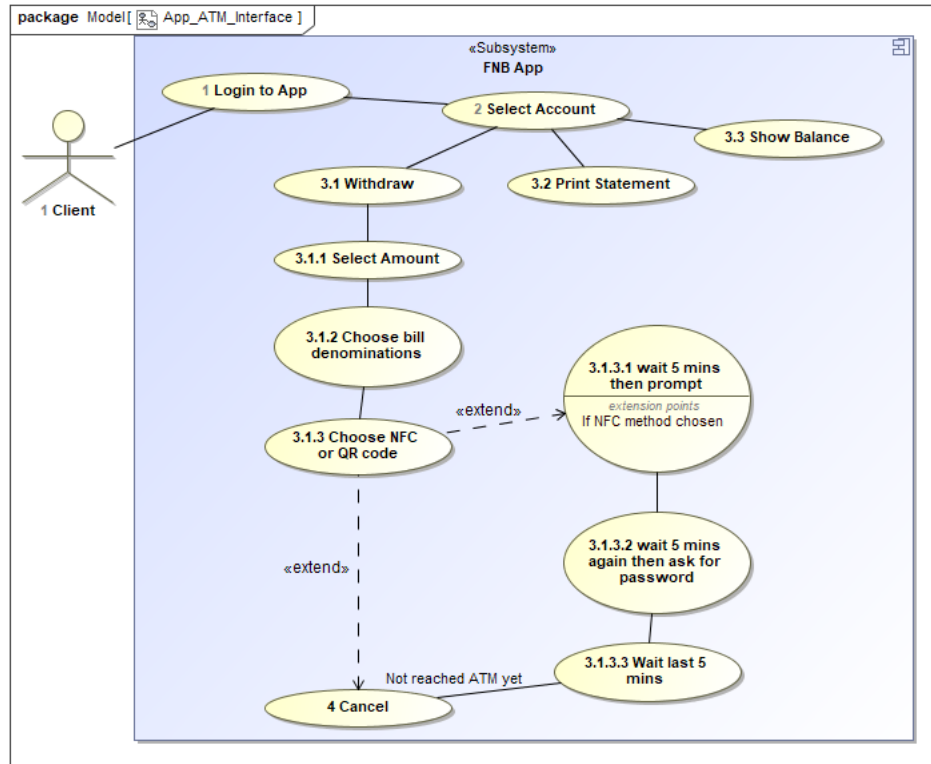 package Model[ App_ATM_Interface ]
«Subsystem»
FNB App
1 Login to App
2 Select Account
3.3 Show Balance
3.1 Withdraw
3.2 Print Statement
1 Client
3.1.1 Select Amount
3.1.2 Choose bill
denominations
3.1.3.1 wait 5 mins
then prompt
extension points
If NFC method chosen
«extend»
3.1.3 Choose NFC
or QR code
3.1.3.2 wait 5 mins
again then ask for
password
«extend»
3.1.3.3 Wait last 5
mins
Not reached ATM yet
4 Cancel